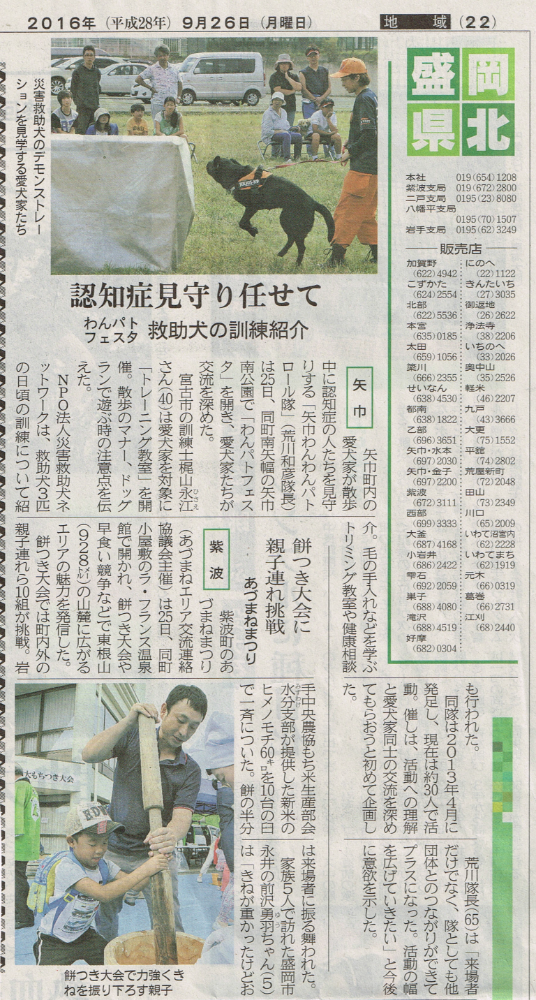 2016年(平成28年) 9月26日(月曜日)
地域
(22)
盛岡
県北
本社 019(654)1208
紫波支局 019(672)2800
二戸支局 0195(23)8080
八幡平支局
0195(70)1507
岩手支局 0195(62)3249
販売店
加賀野
(622)4942
こずかた
(624)2554
北部
(622)5536
本宮
(635)0185
太田
(659)1056
簗川
(666)2355
せいなん
(638)4530
都南
(638)1822
乙部
(696)3651
矢巾・水本
(697)2030
矢巾・金子
(697)2200
紫波
(672)3111
西部
(699)3333
大釜
(687)4168
小岩井
(686)2422
雫石
(692)2059
巣子
(688)4080
滝沢
(688)4519
好摩
(682)0304
にのへ
(22)1122
きんたいち
(27)3035
御返地
(26)2622
浄法寺
(38)2206
いちのへ
(33)2026
奥中山
(35)2526
軽米
(46)2207
九戸
(43)3666
大更
(75)1552
平舘
(74)2802
荒屋新町
(72)2048
田山
(73)2349
川口
(65)2009
いわて沼宮内
(62)2228
いわてまち
(62)1919
元木
(66)0319
葛巻
(66)2731
江刈
(68)2440
災害救助犬のデモンストレー
ションを見学する愛犬家たち
JULIUS-K9
認知症見守り任せて
わんパト
フェスタ
救助犬の訓練紹介
矢巾
矢巾町内の
愛犬家が散歩
中に認知症の人たちを見守
りする「矢巾わんわんパト
ロール隊」(荒川和彦隊長)
は25日、同町南矢幅の矢巾
南公園で「わんパトフェス
タ」を開き、愛犬家たちが
交流を深めた。
宮古市の訓練士梶山永江
ひさえ
さん(40)は愛犬家を対象に
「トレーニング教室」を開
催。散歩のマナー、ドッグ
ランで遊ぶ時の注意点を伝
えた。
NPO法人災害救助犬ネ
ットワークは、救助犬3匹
の日頃の訓練について紹
介。毛の手入れなどを学ぶ
トリミング教室や健康相談
も行われた。
同隊は2013年4月に
発足し、現在は約30人で活
動。催しは、活動への理解
と愛犬家同士の交流を深め
てもらおうと初めて企画し
た。
荒川隊長(65)は「来場者
だけでなく、隊としても他
団体とのつながりができて
プラスになった。活動の幅
を広げていきたい」と今後
に意欲を示した。
餅つき大会に
親子連れ挑戦
あづまねまつり
紫波
紫波町のあ
づまねまつり
(あづまねエリア交流連絡
協議会主催)は25日、同町
小屋敷のラ・フランス温泉
館で開かれ、餅つき大会や
早食い競争などで東根山
(928メートル)の山麓に広がる
エリアの魅力を発信した。
餅つき大会では町内外の
親子連れら10組が挑戦。岩
手中央農協もち米生産部会
水分支部が提供した新米の
みずわけ
ヒメノモチ60キロを10台の臼
で一斉についた。餅の半分
は来場者に振る舞われた。
家族5人で訪れた盛岡市
永井の前沢勇羽ちゃん(5)
ゆう
は「きねが重かったけどお
大もちつき大会
餅つき大会で力強くき
ねを振り下ろす親子